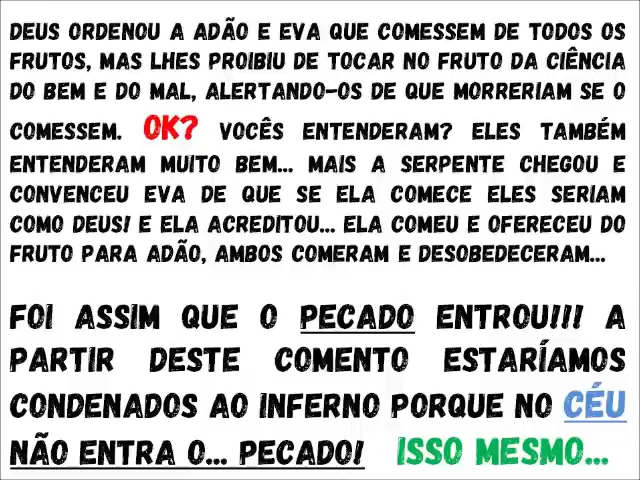 DEUS ORDENOU A ADÃO E EVA QUE COMESSEM DE TODOS OS
FRUTOS, MAS LHES PROIBIU DE TOCAR NO FRUTO DA CIÊNCIA
DO BEM E DO MAL, ALERTANDO-OS DE QUE MORRERIAM SE O
COMESSEM. OK? VOCÊS ENTENDERAM? ELES TAMBÉM
ENTENDERAM MUITO BEM... MAIS A SERPENTE CHEGOU E
CONVENCEU EVA DE QUE SE ELA COMECE ELES SERIAM
COMO DEUS! E ELA ACREDITOU... ELA COMEU E OFERECEU DO
FRUTO PARA ADÃO, AMBOS COMERAM E DESOBEDECERAM...
FOI ASSIM QUE O PECADO ENTROU!!! A
PARTIR DESTE COMENTO ESTARÍAMOS
CONDENADOS AO INFERNO PORQUE NO CÉU
NÃO ENTRA O... PECADO! ISSO MESMO...